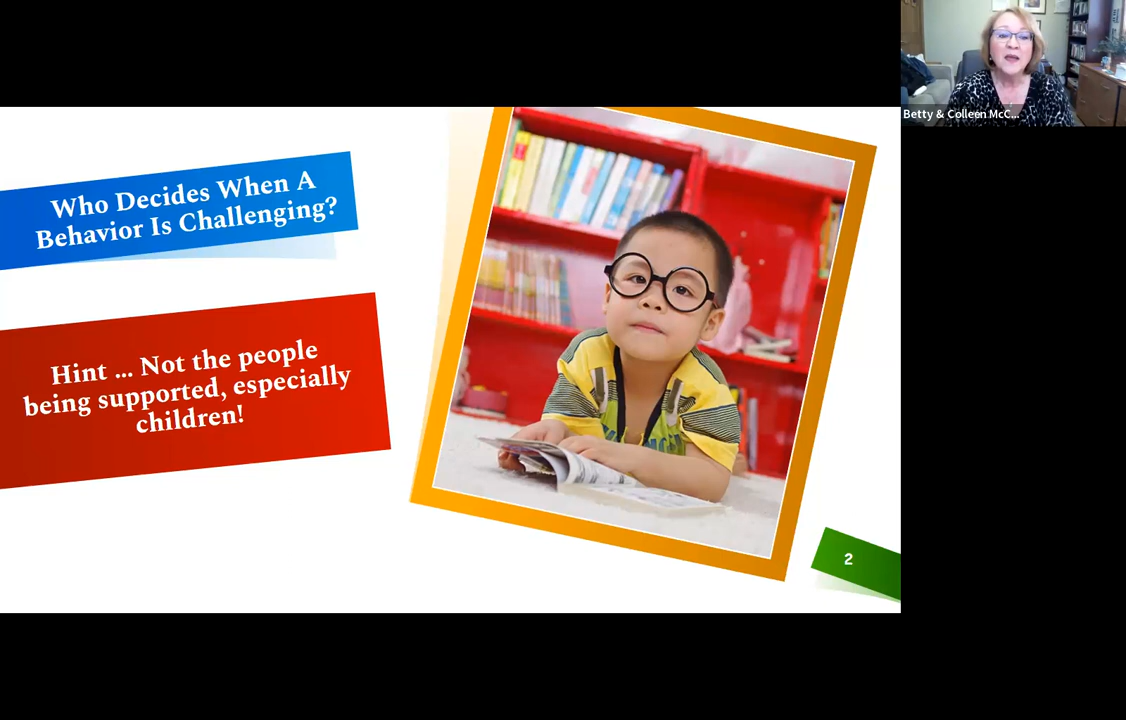 Who Decides When A
Behavior Is Challenging?
Hint ... Not the people
being supported, especially
children!
2
Betty & Colleen McC...